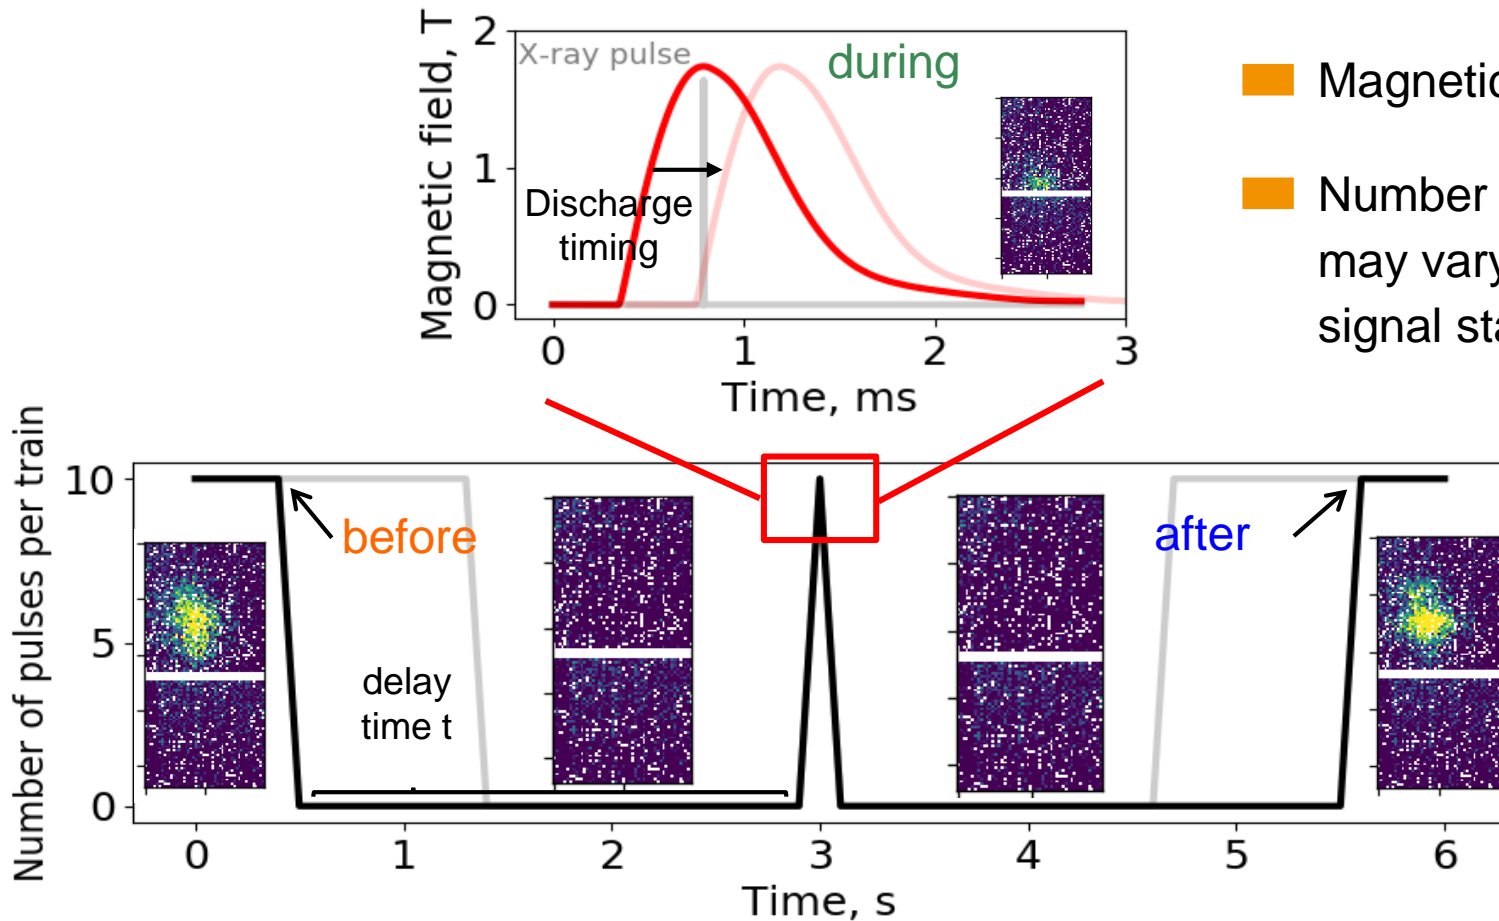 Magnetic field, T
2
1
0
X-ray pulse
during
Discharge
timing
0 1 2 3
Time, ms
Number
may vary
signal
Number of pulses per train
10
5
0
before
after
delay
time t
0 1 2 3 4 5 6
Time, s